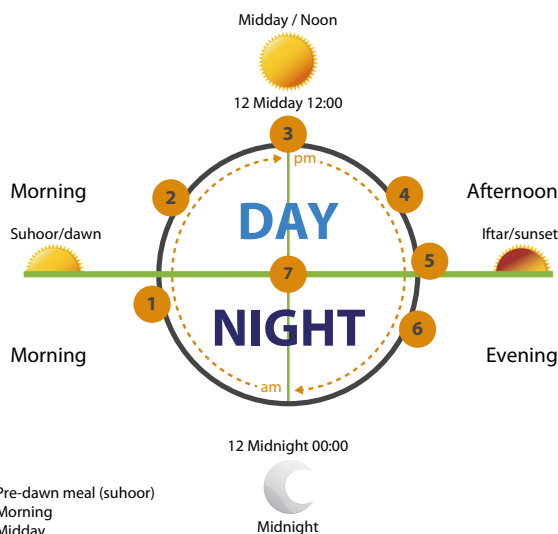 Midday / Noon
12 Midday 12:00
3
pm
2
4
Morning
Afternoon
DAY
Suhoor/dawn
Iftar/sunset
5
7
1
NIGHT
6
Morning
Evening
am
12 Midnight 00:00
Pre-dawn meal (suhoor)
Morning
Midday
Midnight